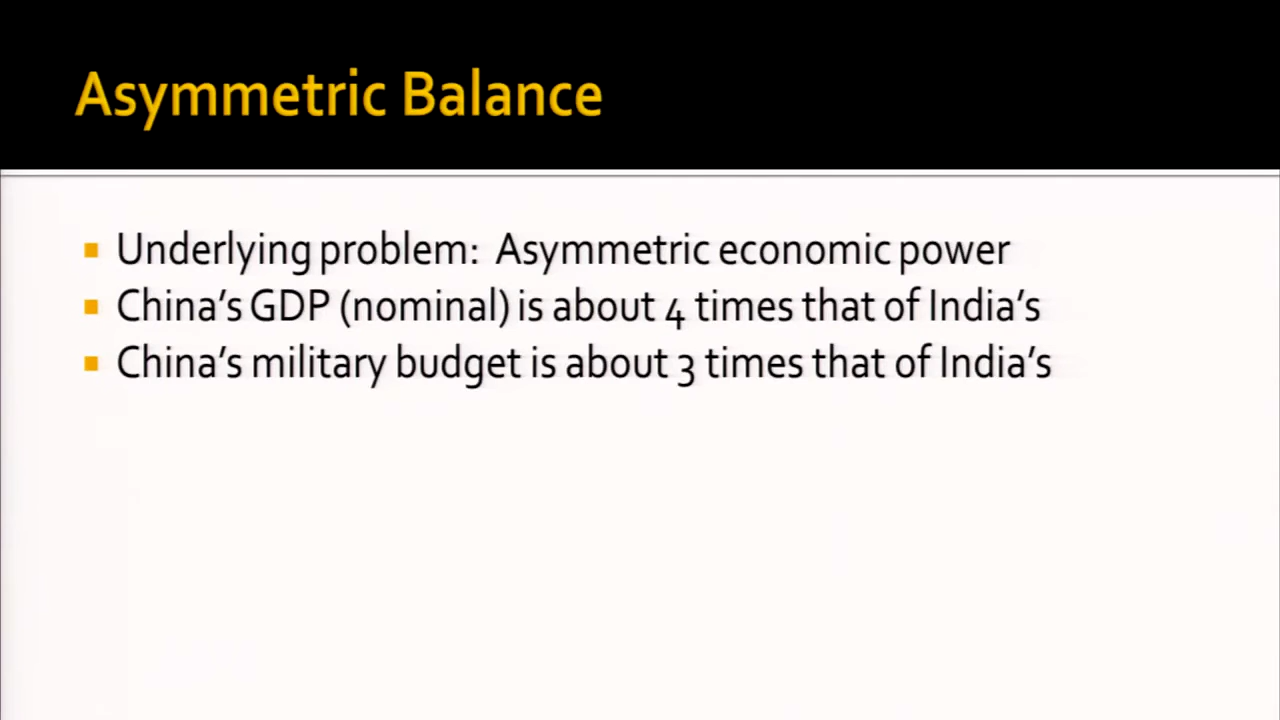 Asymmetric Balance
Underlying problem: Asymmetric economic power
China's GDP (nominal) is about 4 times that of India's
China's military budget is about 3 times that of India's